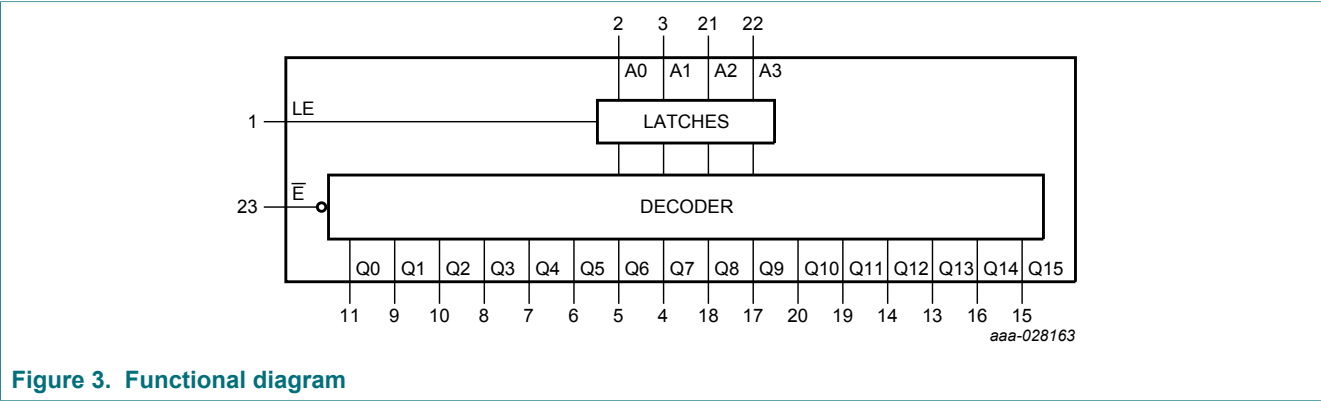 2 3 21 22
A0 A1 A2 A3
1 LE
LATCHES
23 E̅
DECODER
Q0 Q1 Q2 Q3 Q4 Q5 Q6 Q7 Q8 Q9 Q10 Q11 Q12 Q13 Q14 Q15
11 9 10 8 7 6 5 4 18 17 20 19 14 13 16 15
aaa-028163
Figure 3. Functional diagram